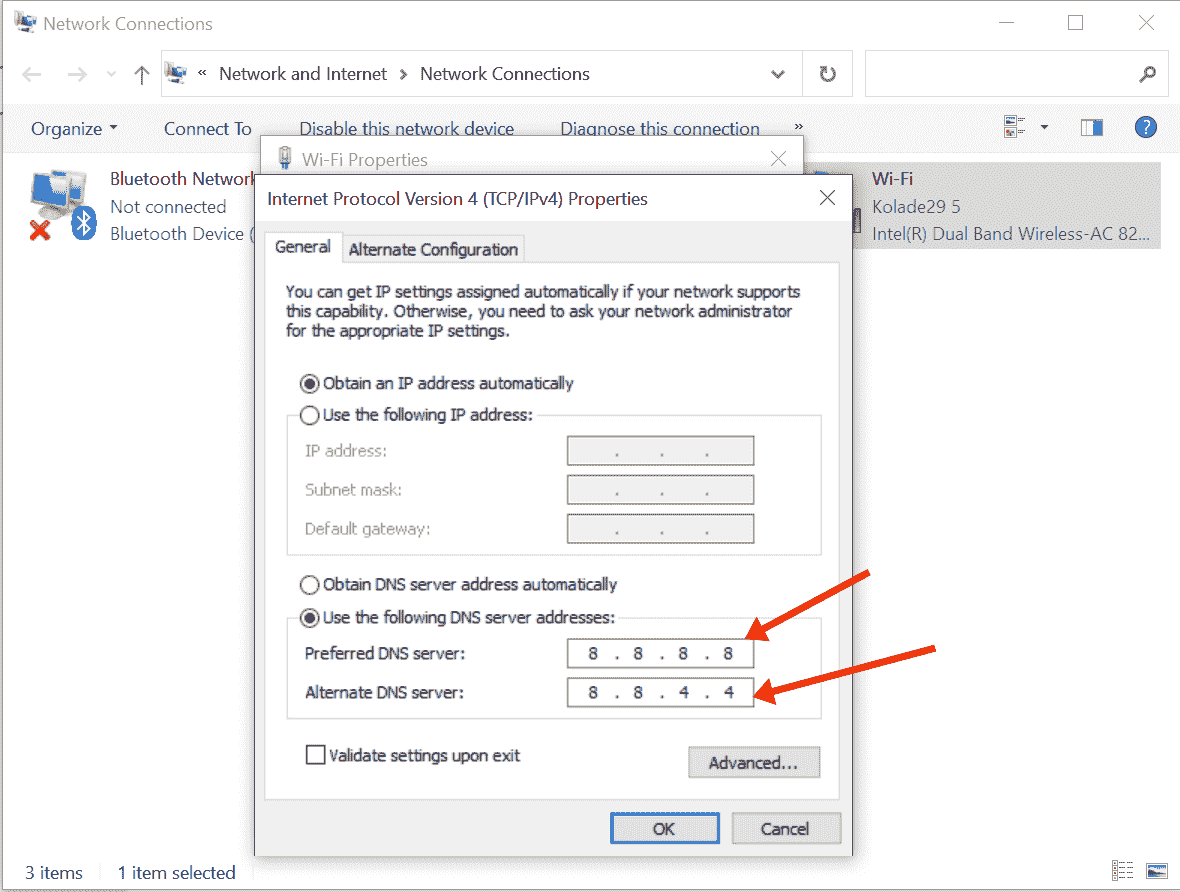 Network Connections
« Network and Internet > Network Connections
Organize Connect To Disable this network device Diagnose this connection »
Wi-Fi Properties
Bluetooth Network
Not connected
Bluetooth Device (
Wi-Fi
Kolade29 5
Intel(R) Dual Band Wireless-AC 82...
Internet Protocol Version 4 (TCP/IPv4) Properties
General Alternate Configuration
You can get IP settings assigned automatically if your network supports
this capability. Otherwise, you need to ask your network administrator
for the appropriate IP settings.
Obtain an IP address automatically
Use the following IP address:
IP address: . . .
Subnet mask: . . .
Default gateway: . . .
Obtain DNS server address automatically
Use the following DNS server addresses:
Preferred DNS server: 8 . 8 . 8 . 8
Alternate DNS server: 8 . 8 . 4 . 4
Validate settings upon exit
Advanced...
OK Cancel
3 items 1 item selected